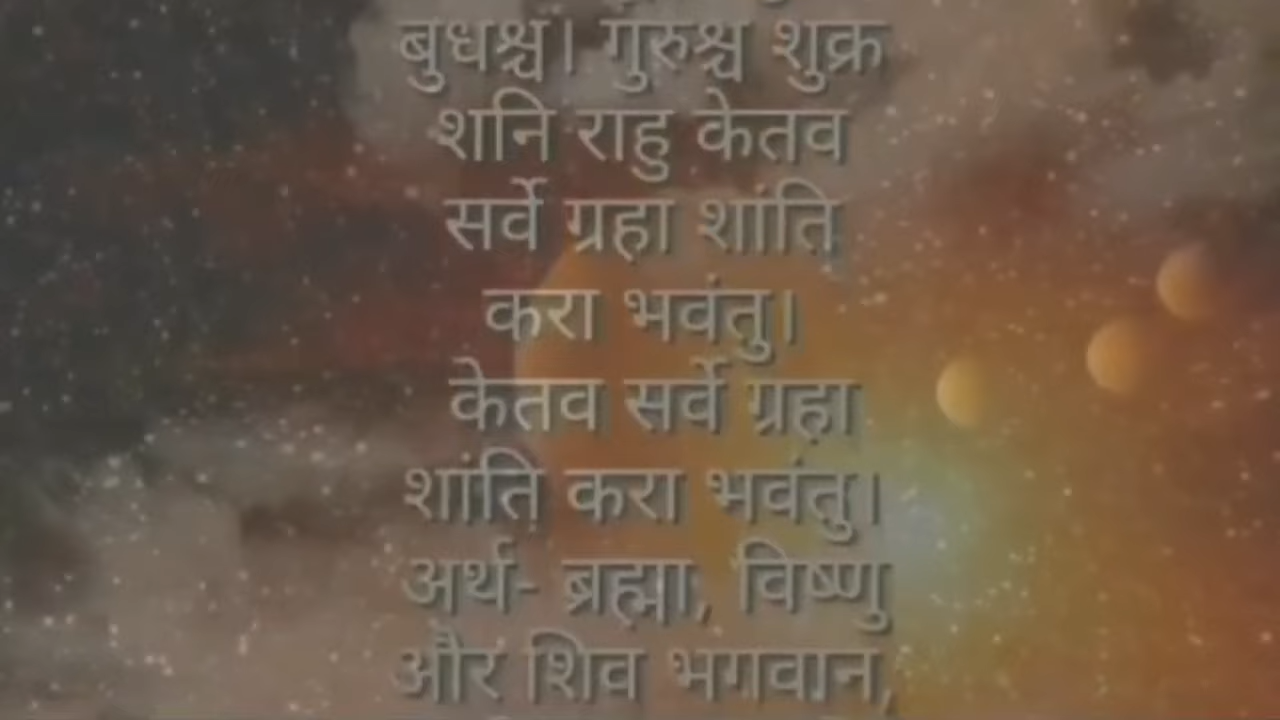 बुधश्च। गुरुश्च शुक्र
शनि राहु केतव
सर्वे ग्रहा शांति
करा भवंतु।
केतव सर्वे ग्रहा
शांति करा भवंतु।
अर्थ- ब्रह्मा, विष्णु
और शिव भगवान,